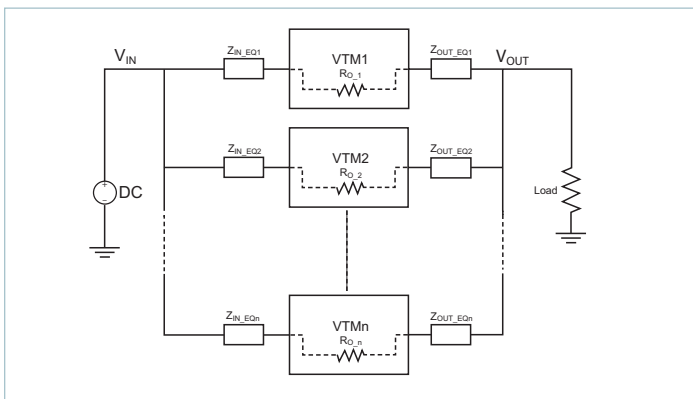 V_IN Z_IN_EQ1 VTM1 Z_OUT_EQ1 V_OUT
R_O_1
Z_IN_EQ2 VTM2 Z_OUT_EQ2
R_O_2
+
DC
–
Load
Z_IN_EQn VTMn Z_OUT_EQn
R_O_n